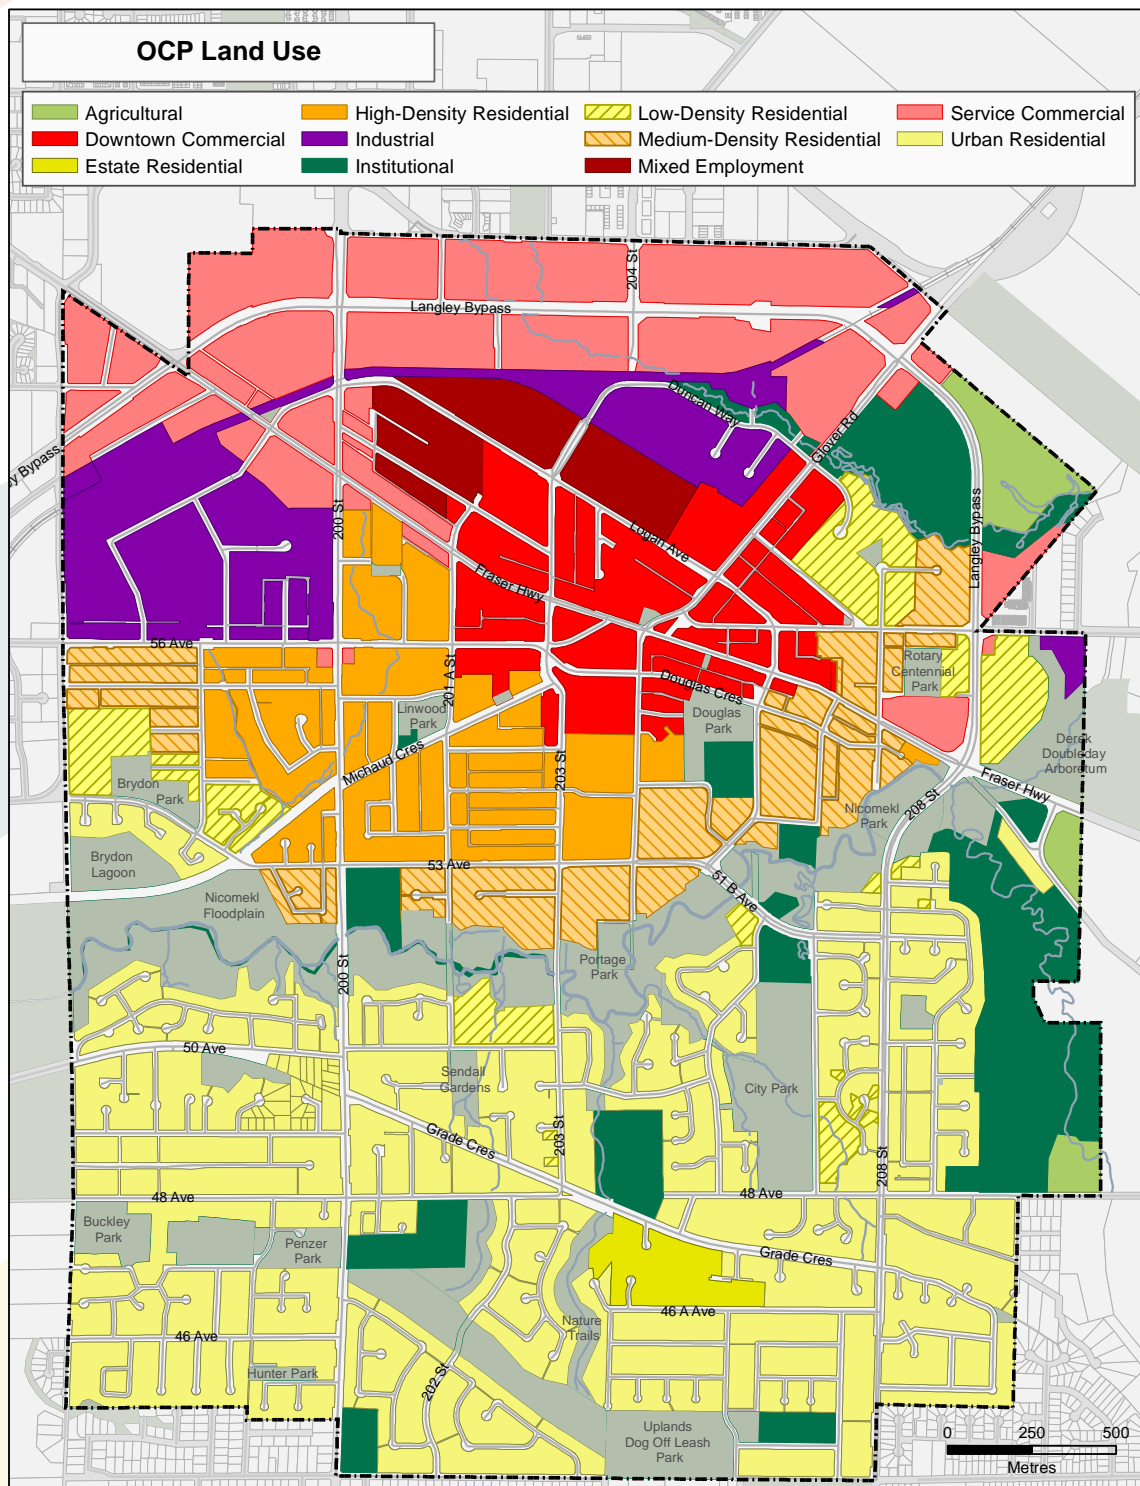 OCP Land Use
Agricultural
High-Density Residential
Low-Density Residential
Service Commercial
Downtown Commercial
Industrial
Medium-Density Residential
Urban Residential
Estate Residential
Institutional
Mixed Employment
204 St
Langley Bypass
Duncan Way
Glover Rd
y Bypass
200 St
Logan Ave
Langley Bypass
Fraser Hwy
56 Ave
201 A St
Douglas Cres
Rotary
Centennial
Park
Linwood
Park
Douglas
Park
Michaud Cres
203 St
Derek
Doubleday
Arboretum
Fraser Hwy
Brydon
Park
Nicomekl
Park
208 St
Brydon
Lagoon
53 Ave
51 B Ave
Nicomekl
Floodplain
Portage
Park
200 St
50 Ave
Sendall
Gardens
City Park
Grade Cres
203 St
208 St
48 Ave
48 Ave
Buckley
Park
Penzer
Park
Grade Cres
46 A Ave
46 Ave
Nature
Trails
Hunter Park
202 St
Uplands
Dog Off Leash
Park
0 250 500
Metres